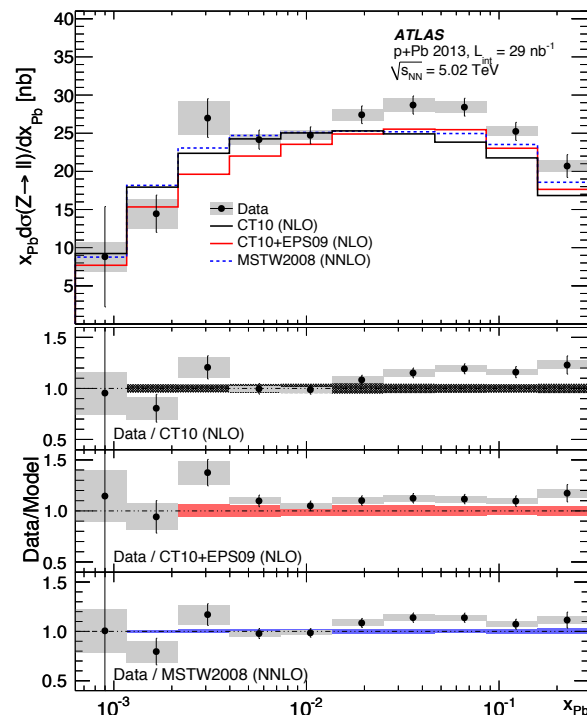 ATLAS
p+Pb 2013, L_int = 29 nb⁻¹
√s_NN = 5.02 TeV
x_Pb dσ(Z→ ll)/dx_Pb [nb]
40
35
30
25
20
15
10
5
0
Data
CT10 (NLO)
CT10+EPS09 (NLO)
MSTW2008 (NNLO)
Data/Model
1.5
1.0
0.5
Data / CT10 (NLO)
1.5
1.0
0.5
Data / CT10+EPS09 (NLO)
1.5
1.0
0.5
Data / MSTW2008 (NNLO)
10⁻³ 10⁻² 10⁻¹ x_Pb